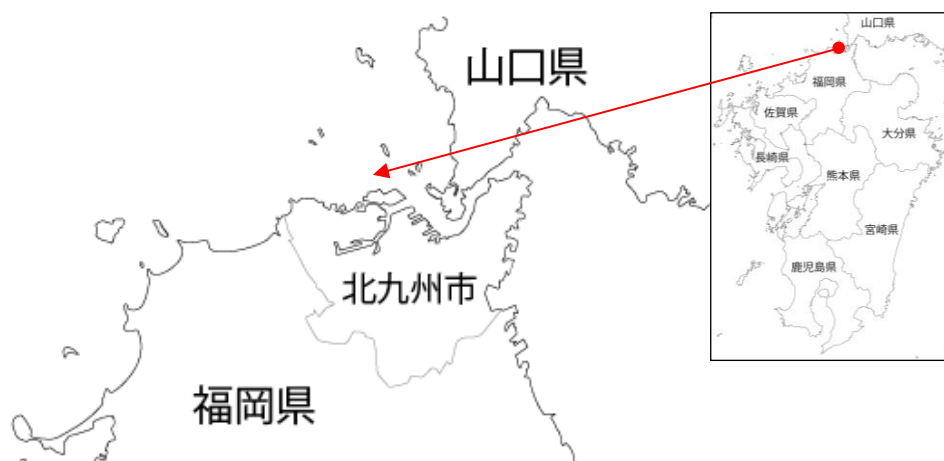 山口県
北九州市
福岡県
山口県
福岡県
佐賀県
大分県
長崎県
熊本県
宮崎県
鹿児島県